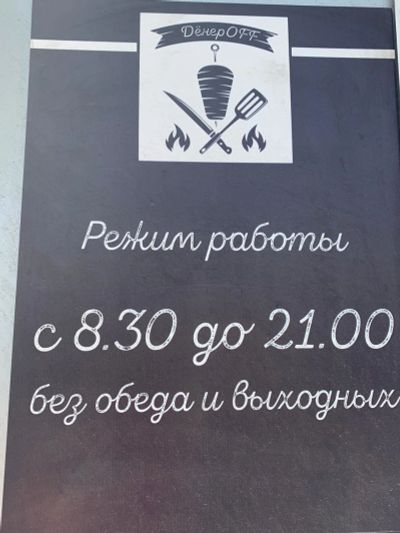 ДёнерOFF
Режим работы
с 8.30 до 21.00
без обеда и выходных